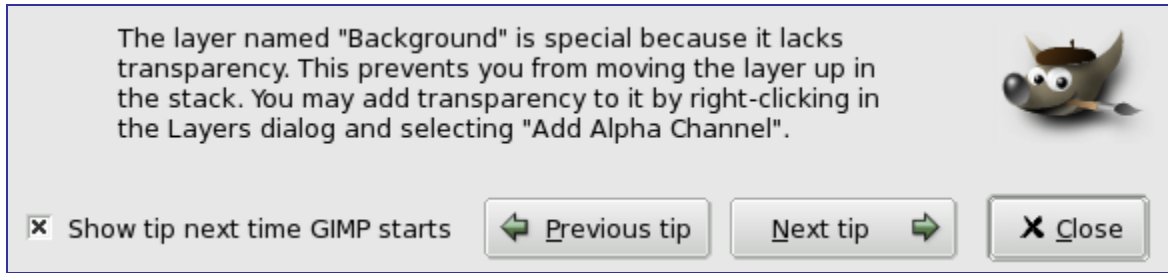 The layer named "Background" is special because it lacks
transparency. This prevents you from moving the layer up in
the stack. You may add transparency to it by right-clicking in
the Layers dialog and selecting "Add Alpha Channel".
Show tip next time GIMP starts
Previous tip
Next tip
Close